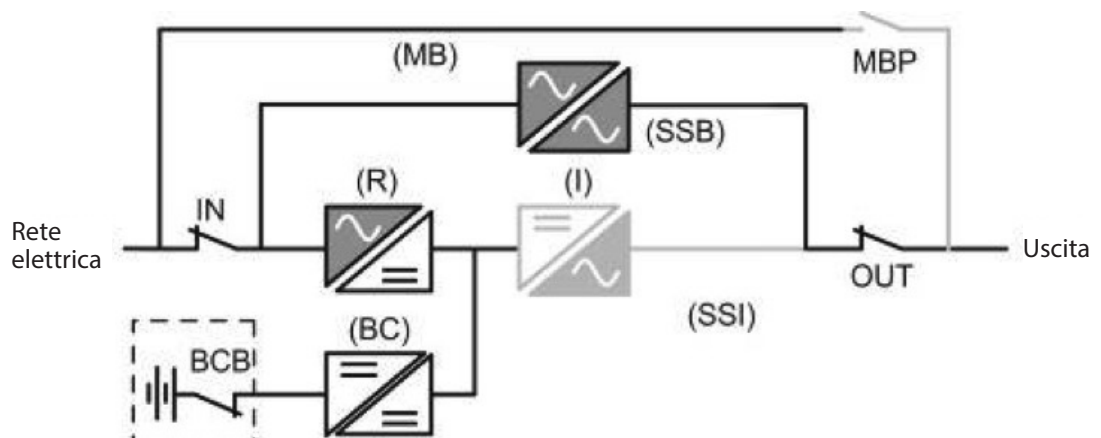 (MB)
MBP
(SSB)
(R)
(I)
IN
Rete
elettrica
Uscita
OUT
(SSI)
(BC)
BCB